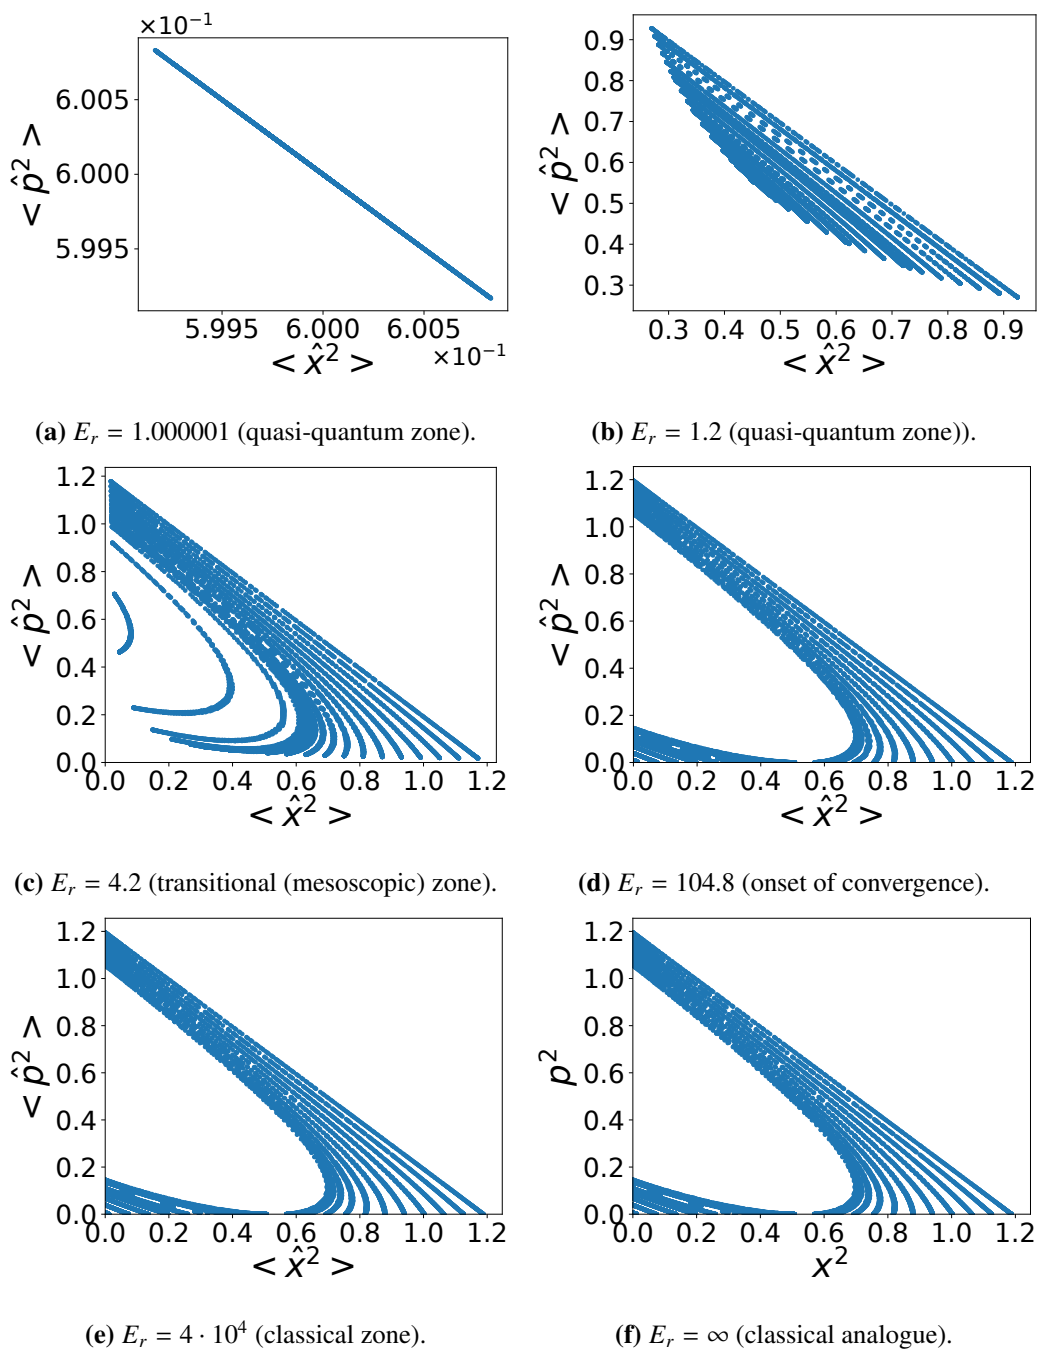 ×10⁻¹
6.005
6.000
5.995
< p̂² >
5.995 6.000 6.005
×10⁻¹
< x̂² >
(a) E_r = 1.000001 (quasi-quantum zone).
0.9
0.8
0.7
0.6
0.5
0.4
0.3
< p̂² >
0.3 0.4 0.5 0.6 0.7 0.8 0.9
< x̂² >
(b) E_r = 1.2 (quasi-quantum zone)).
1.2
1.0
0.8
0.6
0.4
0.2
0.0
< p̂² >
0.0 0.2 0.4 0.6 0.8 1.0 1.2
< x̂² >
(c) E_r = 4.2 (transitional (mesoscopic) zone).
1.2
1.0
0.8
0.6
0.4
0.2
0.0
< p̂² >
0.0 0.2 0.4 0.6 0.8 1.0 1.2
< x̂² >
(d) E_r = 104.8 (onset of convergence).
1.2
1.0
0.8
0.6
0.4
0.2
0.0
< p̂² >
0.0 0.2 0.4 0.6 0.8 1.0 1.2
< x̂² >
(e) E_r = 4 · 10⁴ (classical zone).
1.2
1.0
0.8
0.6
0.4
0.2
0.0
p²
0.0 0.2 0.4 0.6 0.8 1.0 1.2
x²
(f) E_r = ∞ (classical analogue).